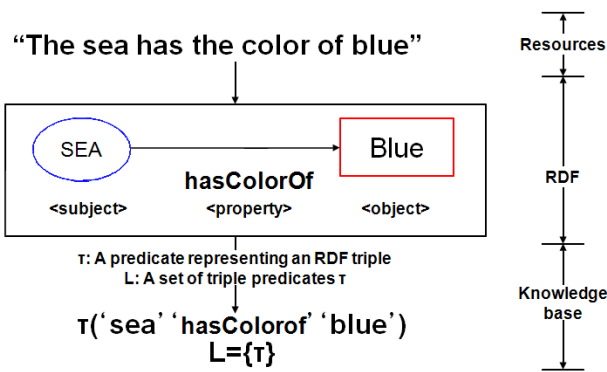 “The sea has the color of blue”
Resources
SEA
Blue
hasColorOf
<subject> <property> <object>
RDF
τ: A predicate representing an RDF triple
L: A set of triple predicates τ
τ(‘sea’ ‘hasColorof’ ‘blue’)
L={τ}
Knowledge
base